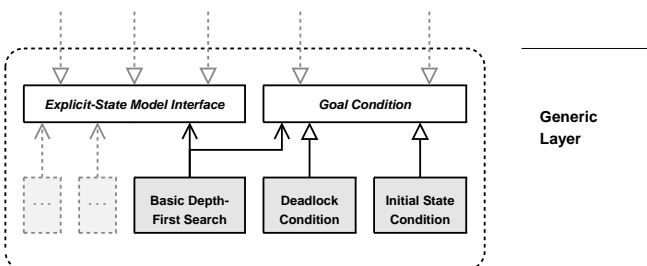 Explicit-State Model Interface
Goal Condition
Generic
Layer
...
...
Basic Depth-
First Search
Deadlock
Condition
Initial State
Condition